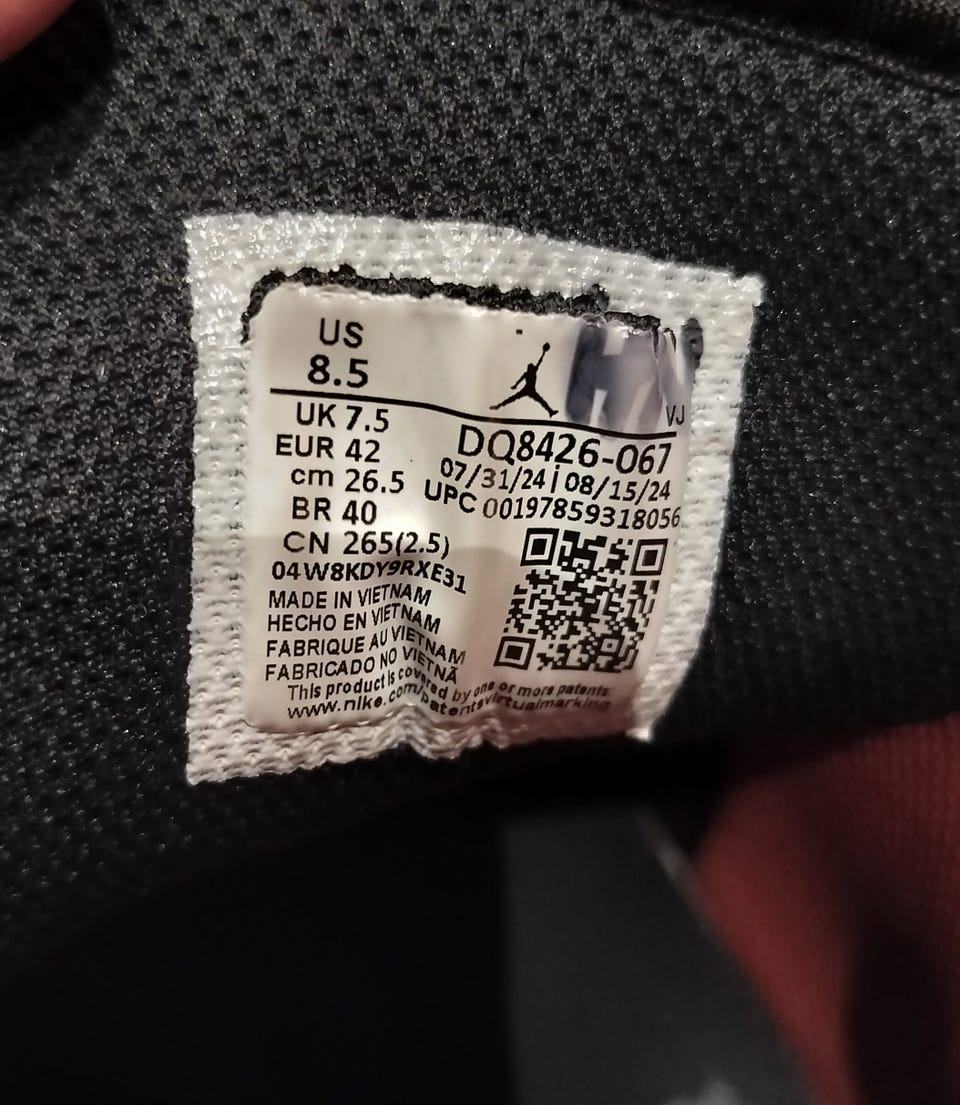 US
8.5
VJ
UK 7.5
EUR 42
cm 26.5
BR 40
CN 265(2.5)
DQ8426-067
07/31/24|08/15/24
UPC 00197859318056
04W8KDY9RXE31
MADE IN VIETNAM
HECHO EN VIETNAM
FABRIQUE AU VIETNAM
FABRICADO NO VIETNÃ
This product is covered by one or more patents:
www.nike.com/patentsvirtualmarking